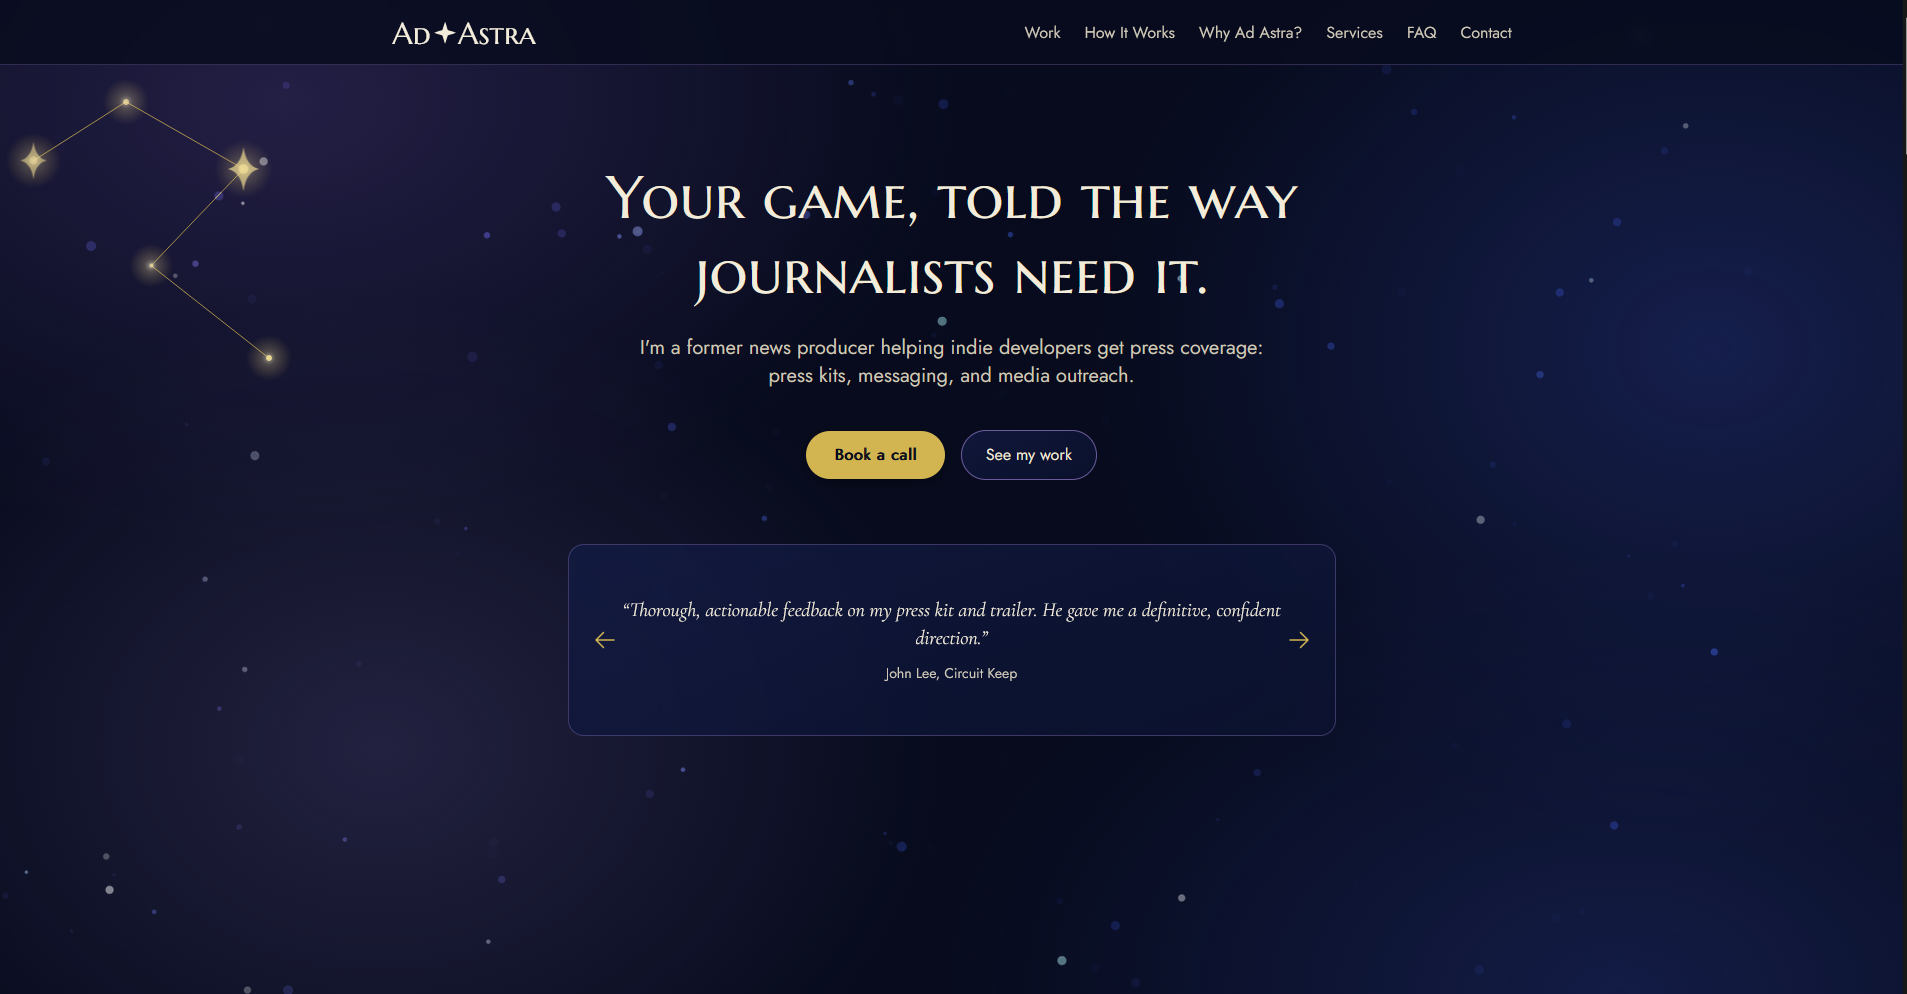 Ad Astra
Work How It Works Why Ad Astra? Services FAQ Contact
Your game, told the way
journalists need it.
I'm a former news producer helping indie developers get press coverage:
press kits, messaging, and media outreach.
Book a call
See my work
“Thorough, actionable feedback on my press kit and trailer. He gave me a definitive, confident
direction.”
John Lee, Circuit Keep